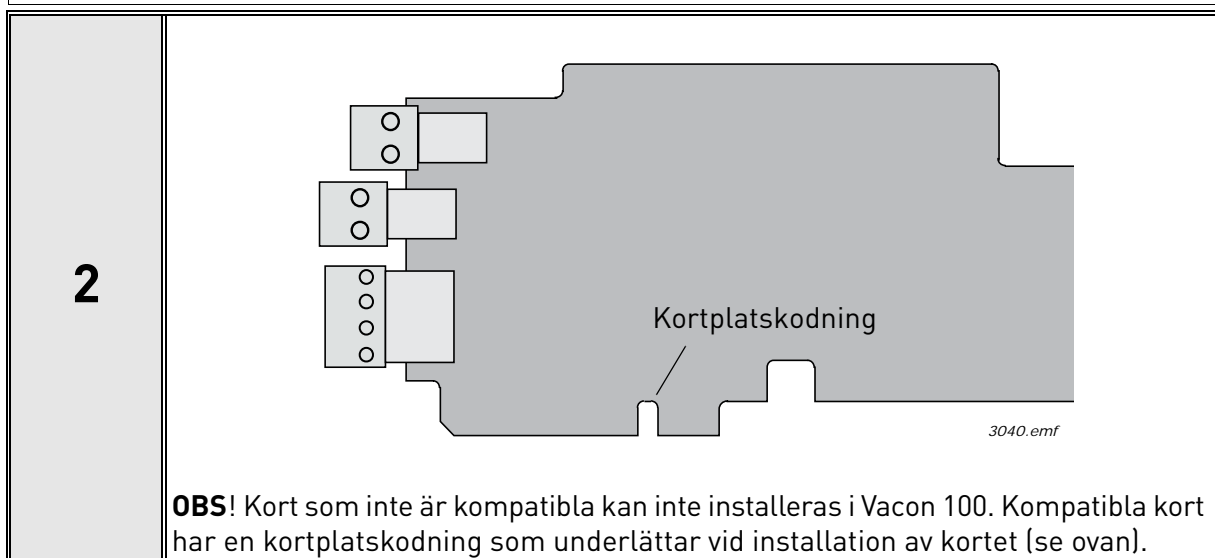 2
Kortplatskodning
3040.emf
OBS! Kort som inte är kompatibla kan inte installeras i Vacon 100. Kompatibla kort
har en kortplatskodning som underlättar vid installation av kortet (se ovan).